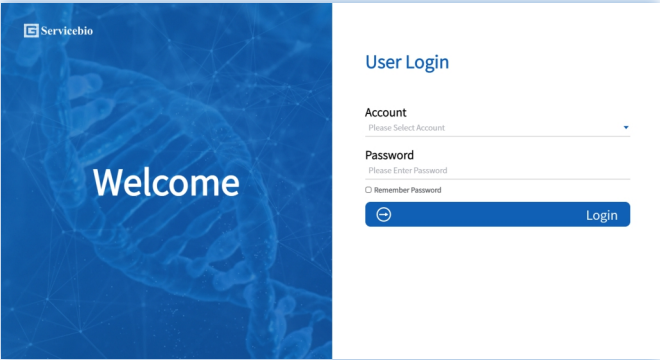 Servicebio
Welcome
User Login
Account
Please Select Account
Password
Please Enter Password
Remember Password
Login